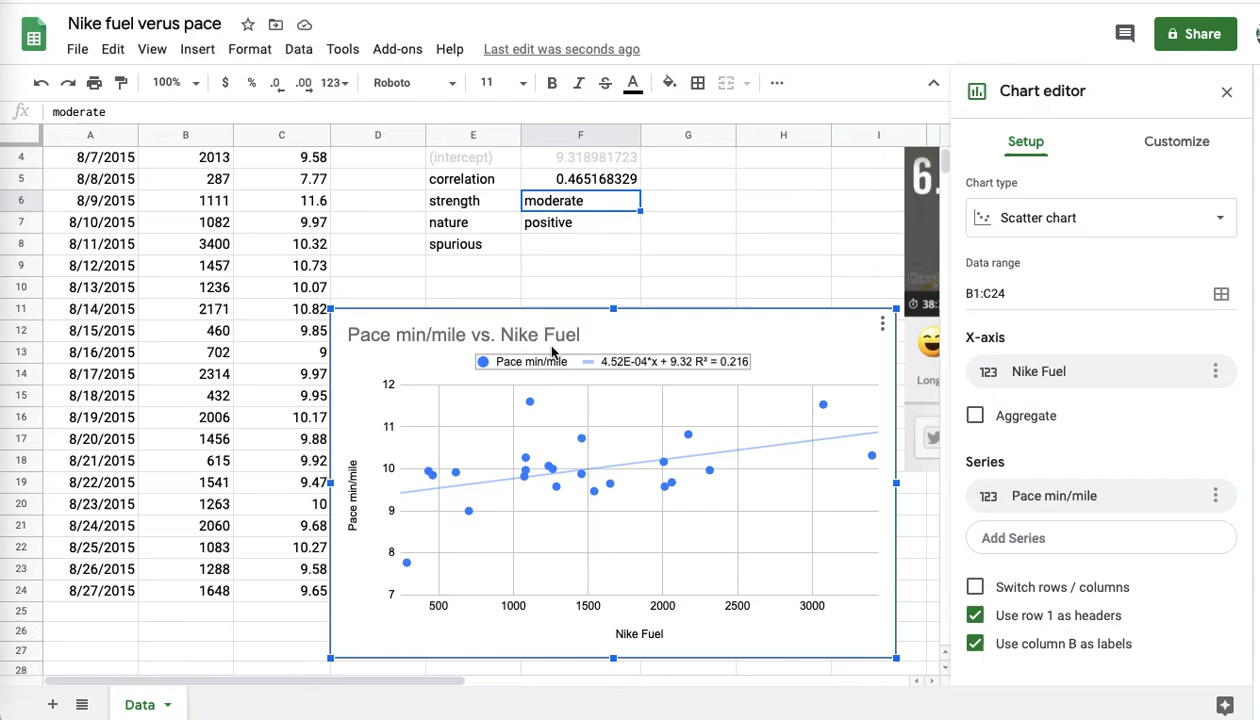 Nike fuel verus pace
File Edit View Insert Format Data Tools Add-ons Help Last edit was seconds ago
Share
100% $ % .0 .00 123 Roboto 11 B I S A
fx moderate
A B C D E F G H I
4 8/7/2015 2013 9.58 (intercept) 9.318981723
5 8/8/2015 287 7.77 correlation 0.465168329
6 8/9/2015 1111 11.6 strength moderate
7 8/10/2015 1082 9.97 nature positive
8 8/11/2015 3400 10.32 spurious
9 8/12/2015 1457 10.73
10 8/13/2015 1236 10.07
11 8/14/2015 2171 10.82
12 8/15/2015 460 9.85
13 8/16/2015 702 9
14 8/17/2015 2314 9.97
15 8/18/2015 432 9.95
16 8/19/2015 2006 10.17
17 8/20/2015 1456 9.88
18 8/21/2015 615 9.92
19 8/22/2015 1541 9.47
20 8/23/2015 1263 10
21 8/24/2015 2060 9.68
22 8/25/2015 1083 10.27
23 8/26/2015 1288 9.58
24 8/27/2015 1648 9.65
25
26
27
28
Pace min/mile vs. Nike Fuel
Pace min/mile 4.52E-04*x + 9.32 R² = 0.216
12
11
10
9
8
7
Pace min/mile
500 1000 1500 2000 2500 3000
Nike Fuel
6.
38:
Long
Data
Chart editor
Setup Customize
Chart type
Scatter chart
Data range
B1:C24
X-axis
123 Nike Fuel
Aggregate
Series
123 Pace min/mile
Add Series
Switch rows / columns
Use row 1 as headers
Use column B as labels